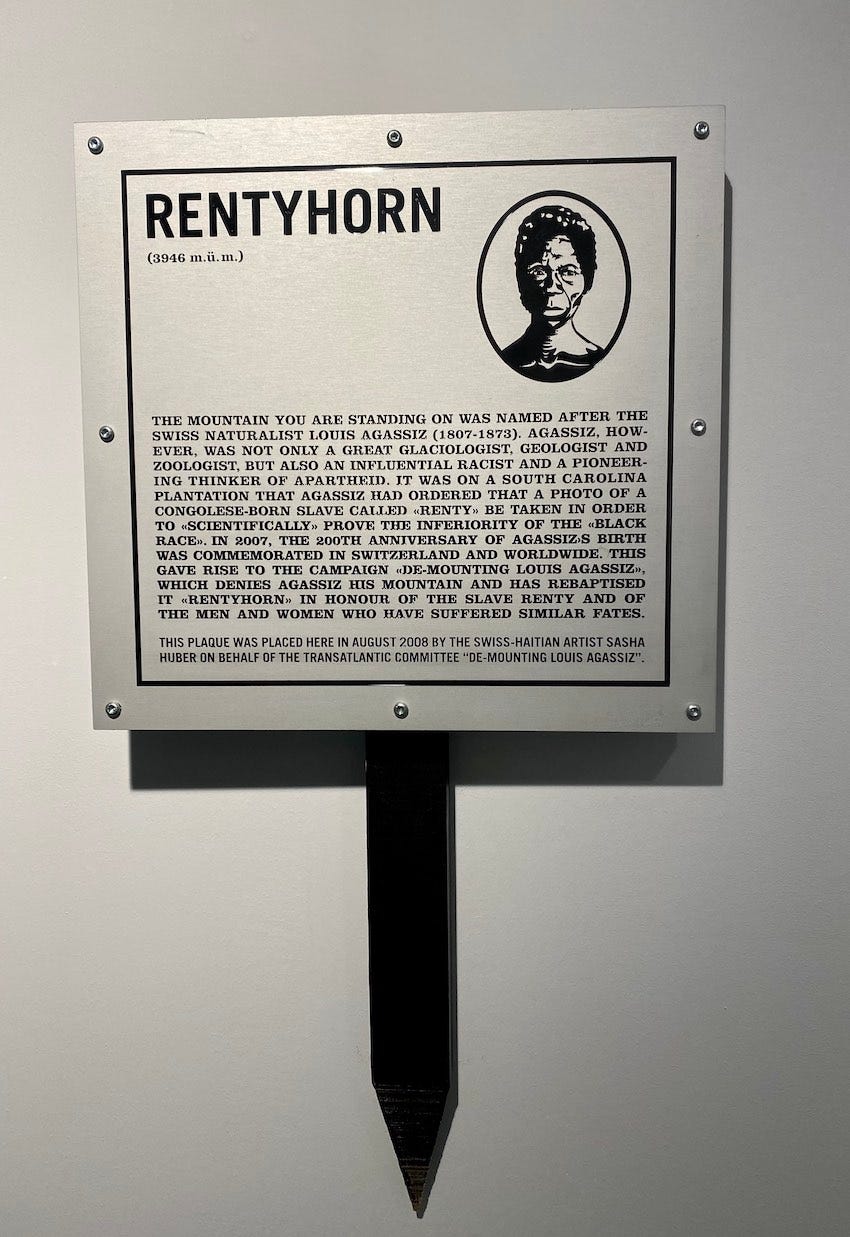 RENTYHORN
(3946 m.ü.m.)
THE MOUNTAIN YOU ARE STANDING ON WAS NAMED AFTER THE
SWISS NATURALIST LOUIS AGASSIZ (1807-1873). AGASSIZ, HOW-
EVER, WAS NOT ONLY A GREAT GLACIOLOGIST, GEOLOGIST AND
ZOOLOGIST, BUT ALSO AN INFLUENTIAL RACIST AND A PIONEER-
ING THINKER OF APARTHEID. IT WAS ON A SOUTH CAROLINA
PLANTATION THAT AGASSIZ HAD ORDERED THAT A PHOTO OF A
CONGOLESE-BORN SLAVE CALLED «RENTY» BE TAKEN IN ORDER
TO «SCIENTIFICALLY» PROVE THE INFERIORITY OF THE «BLACK
RACE». IN 2007, THE 200TH ANNIVERSARY OF AGASSIZ›S BIRTH
WAS COMMEMORATED IN SWITZERLAND AND WORLDWIDE. THIS
GAVE RISE TO THE CAMPAIGN «DE-MOUNTING LOUIS AGASSIZ»,
WHICH DENIES AGASSIZ HIS MOUNTAIN AND HAS REBAPTISED
IT «RENTYHORN» IN HONOUR OF THE SLAVE RENTY AND OF
THE MEN AND WOMEN WHO HAVE SUFFERED SIMILAR FATES.
THIS PLAQUE WAS PLACED HERE IN AUGUST 2008 BY THE SWISS-HAITIAN ARTIST SASHA
HUBER ON BEHALF OF THE TRANSATLANTIC COMMITTEE "DE-MOUNTING LOUIS AGASSIZ".